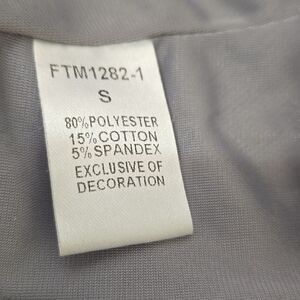 FTM1282-1
S
80%POLYESTER
15%COTTON
5%SPANDEX
EXCLUSIVE OF
DECORATION